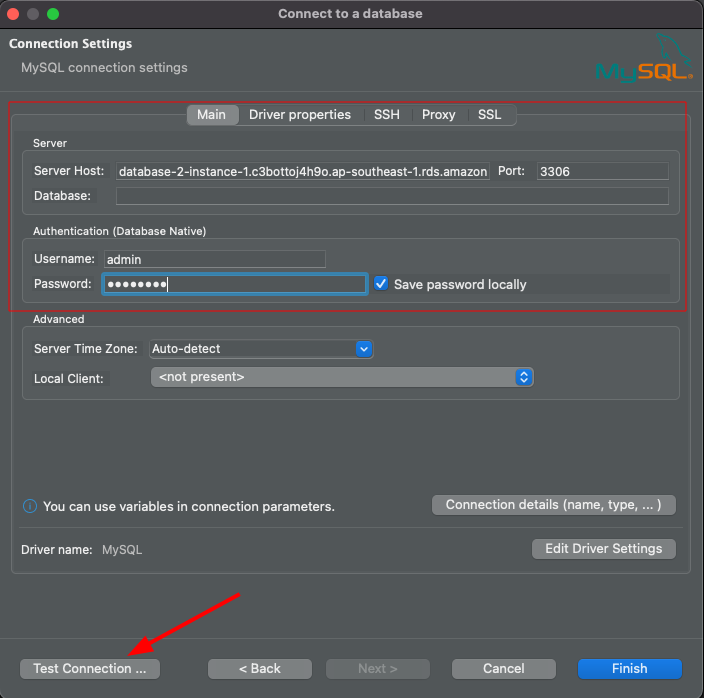 Connect to a database
Connection Settings
MySQL connection settings
MySQL®
Main Driver properties SSH Proxy SSL
Server
Server Host: database-2-instance-1.c3bottoj4h9o.ap-southeast-1.rds.amazon Port: 3306
Database:
Authentication (Database Native)
Username: admin
Password: ••••••••
Save password locally
Advanced
Server Time Zone: Auto-detect
Local Client: <not present>
You can use variables in connection parameters. Connection details (name, type, ... )
Driver name: MySQL Edit Driver Settings
Test Connection ... < Back Next > Cancel Finish